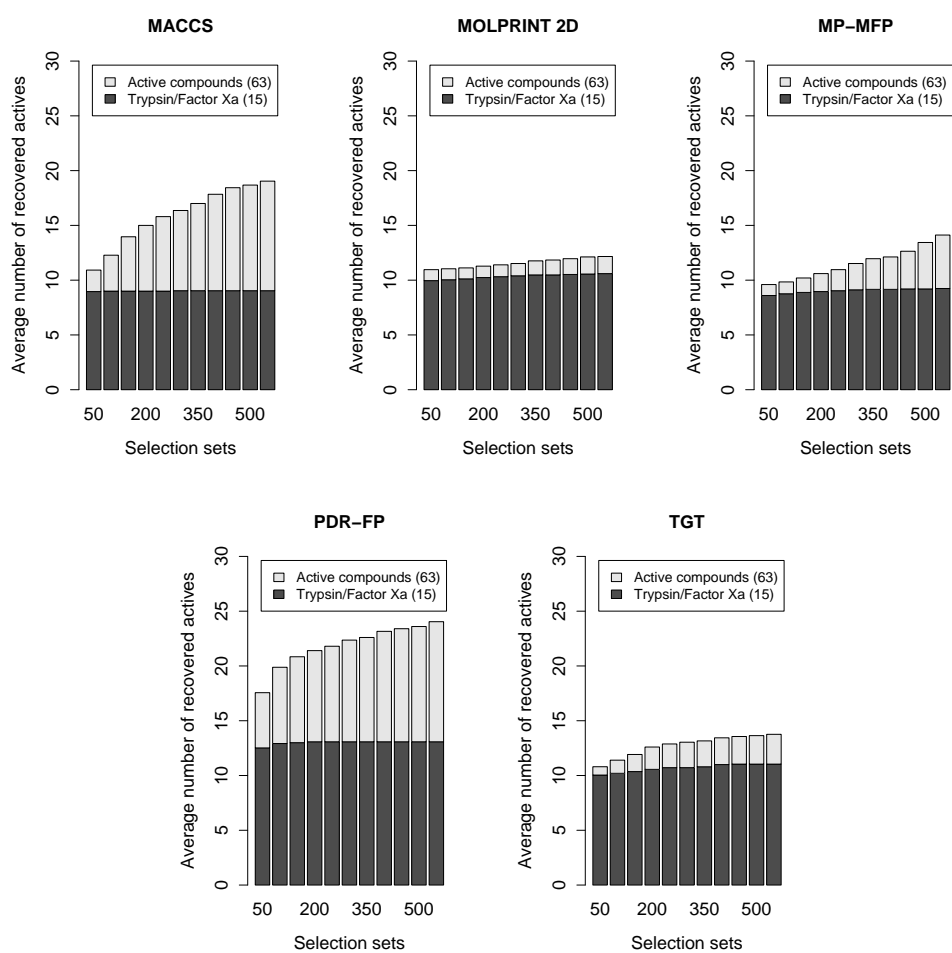 MACCS
Average number of recovered actives
30
25
20
15
10
5
0
Active compounds (63)
Trypsin/Factor Xa (15)
50 200 350 500
Selection sets
MOLPRINT 2D
Average number of recovered actives
30
25
20
15
10
5
0
Active compounds (63)
Trypsin/Factor Xa (15)
50 200 350 500
Selection sets
MP−MFP
Average number of recovered actives
30
25
20
15
10
5
0
Active compounds (63)
Trypsin/Factor Xa (15)
50 200 350 500
Selection sets
PDR−FP
Average number of recovered actives
30
25
20
15
10
5
0
Active compounds (63)
Trypsin/Factor Xa (15)
50 200 350 500
Selection sets
TGT
Average number of recovered actives
30
25
20
15
10
5
0
Active compounds (63)
Trypsin/Factor Xa (15)
50 200 350 500
Selection sets